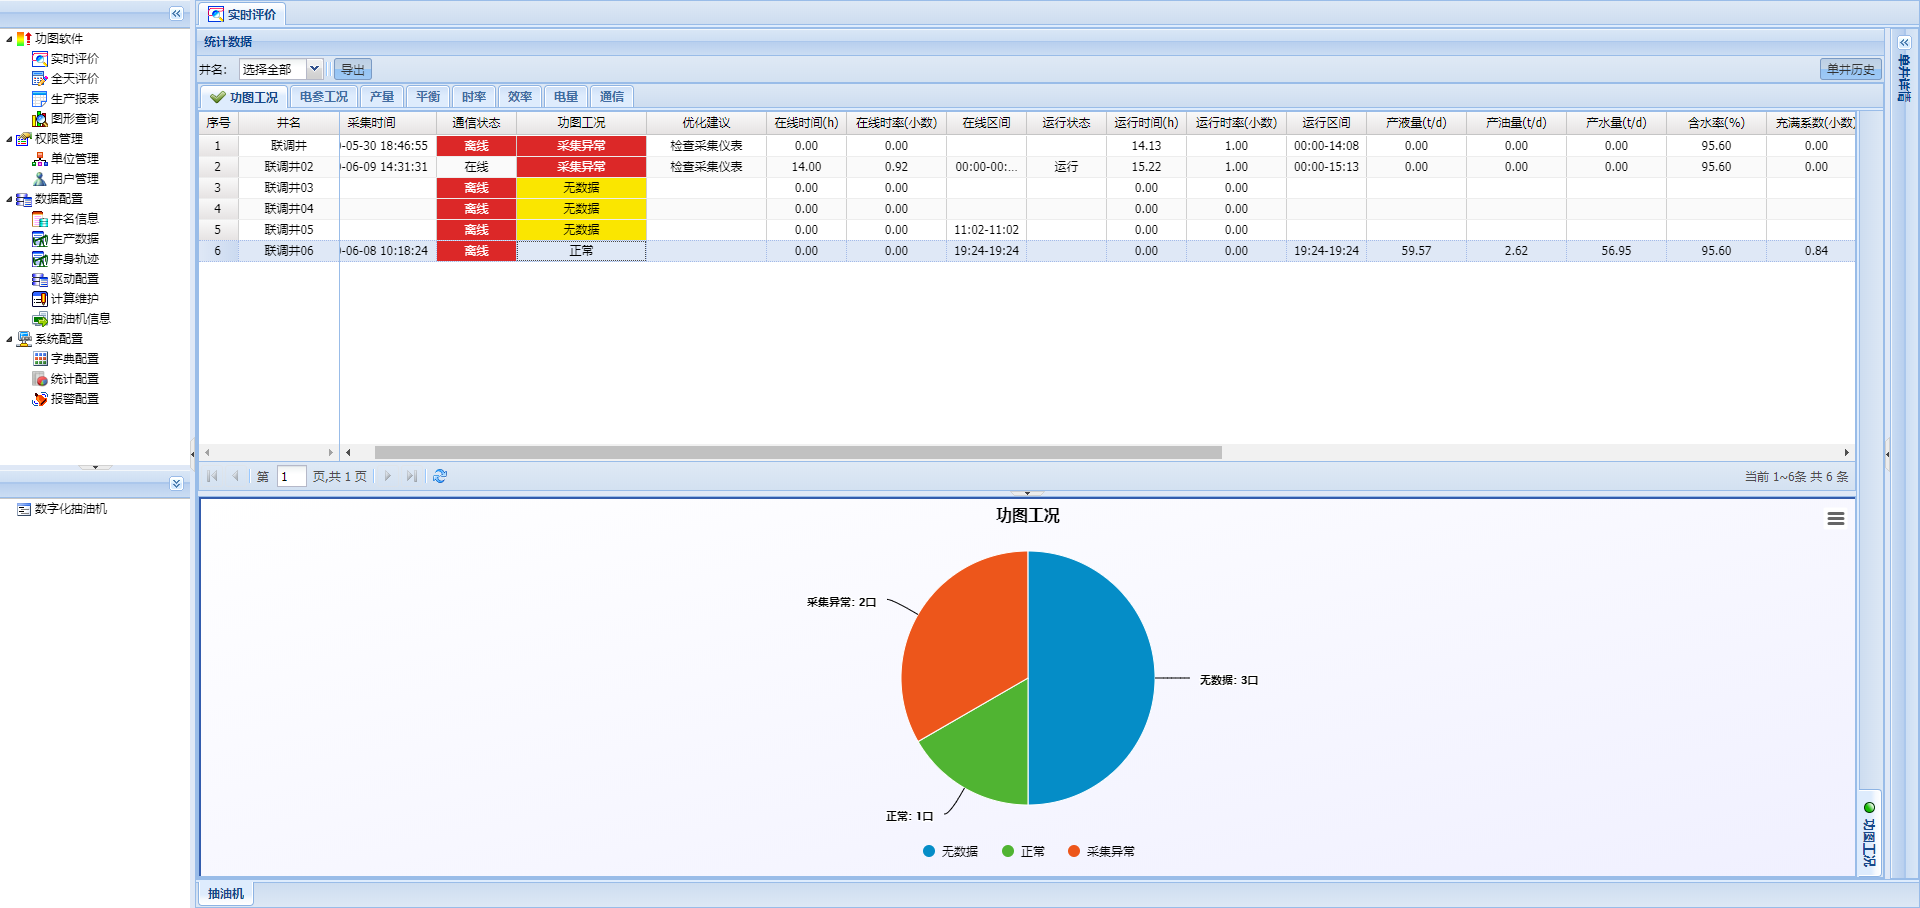 功图软件
实时评价
全天评价
生产报表
图形查询
权限管理
单位管理
用户管理
数据配置
井名信息
生产数据
井身轨迹
驱动配置
计算维护
抽油机信息
系统配置
字典配置
统计配置
报警配置
数字化抽油机
实时评价
统计数据
井名: 选择全部 导出 单井历史
功图工况 电参工况 产量 平衡 时率 效率 电量 通信
序号 井名 采集时间 通信状态 功图工况 优化建议 在线时间(h) 在线时率(小数) 在线区间 运行状态 运行时间(h) 运行时率(小数) 运行区间 产液量(t/d) 产油量(t/d) 产水量(t/d) 含水率(%) 充满系数(小数)
1 联调井 -05-30 18:46:55 离线 采集异常 检查采集仪表 0.00 0.00 14.13 1.00 00:00-14:08 0.00 0.00 0.00 95.60 0.00
2 联调井02 -06-09 14:31:31 在线 采集异常 检查采集仪表 14.00 0.92 00:00-00:... 运行 15.22 1.00 00:00-15:13 0.00 0.00 0.00 95.60 0.00
3 联调井03 离线 无数据 0.00 0.00 0.00 0.00
4 联调井04 离线 无数据 0.00 0.00 0.00 0.00
5 联调井05 离线 无数据 0.00 0.00 11:02-11:02 0.00 0.00
6 联调井06 -06-08 10:18:24 离线 正常 0.00 0.00 19:24-19:24 0.00 0.00 19:24-19:24 59.57 2.62 56.95 95.60 0.84
第 1 页,共 1 页 当前 1~6条 共 6 条
功图工况
采集异常: 2口
无数据: 3口
正常: 1口
无数据 正常 采集异常
功图工况
单井详情
抽油机